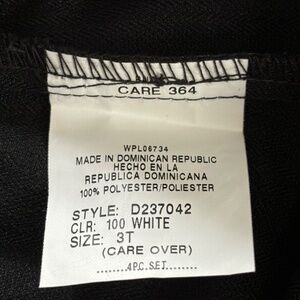 CARE 364
WPL06734
MADE IN DOMINICAN REPUBLIC
HECHO EN LA
REPUBLICA DOMINICANA
100% POLYESTER/POLIESTER
STYLE: D237042
CLR: 100 WHITE
SIZE: 3T
(CARE OVER)
........4PC.SET........